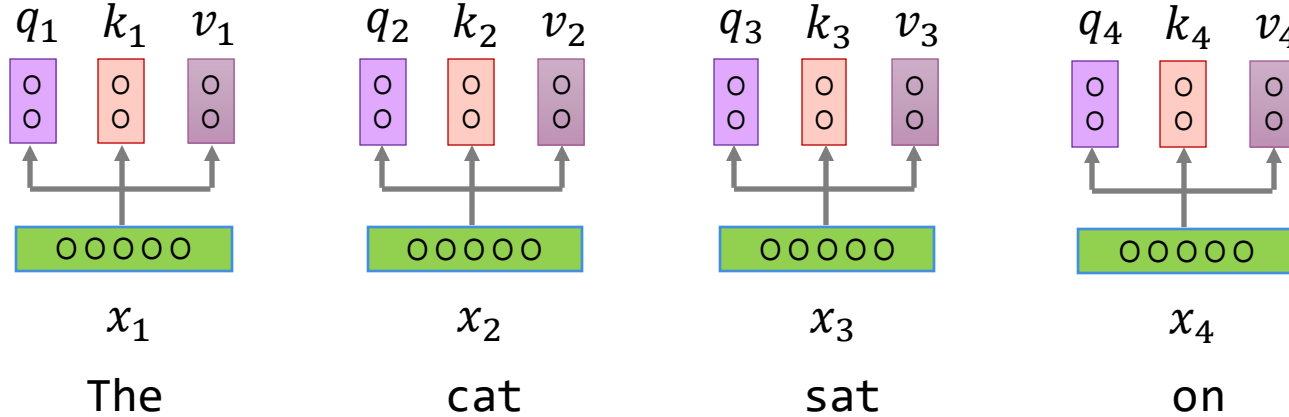 q₁ k₁ v₁ q₂ k₂ v₂ q₃ k₃ v₃ q₄ k₄ v₄
O O O O O O O O O O O O
O O O O O O O O O O O O
O O O O O O O O O O O O O O O O O O O O
x₁ x₂ x₃ x₄
The cat sat on